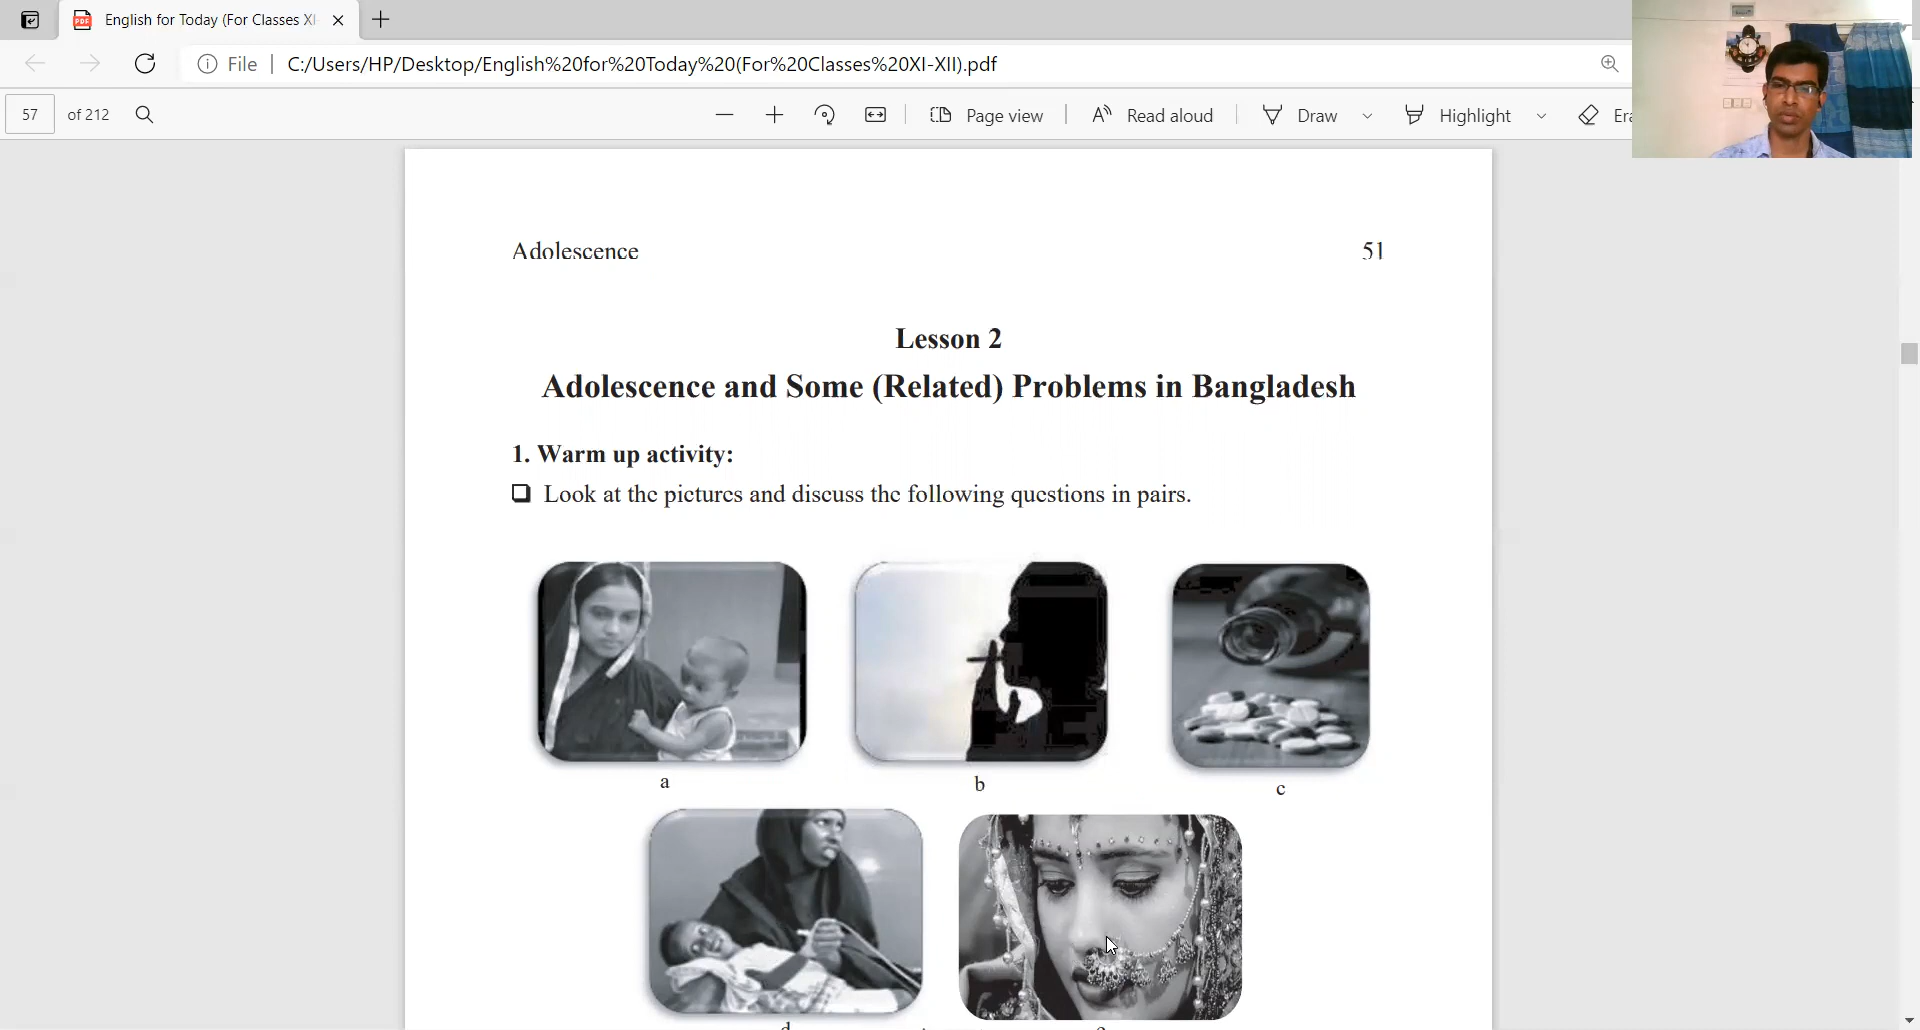 English for Today (For Classes XI-
File
C:/Users/HP/Desktop/English%20for%20Today%20(For%20Classes%20XI-XII).pdf
57 of 212
Page view
Read aloud
Draw
Highlight
Era
Adolescence 51
Lesson 2
Adolescence and Some (Related) Problems in Bangladesh
1. Warm up activity:
Look at the pictures and discuss the following questions in pairs.
a b c
d e